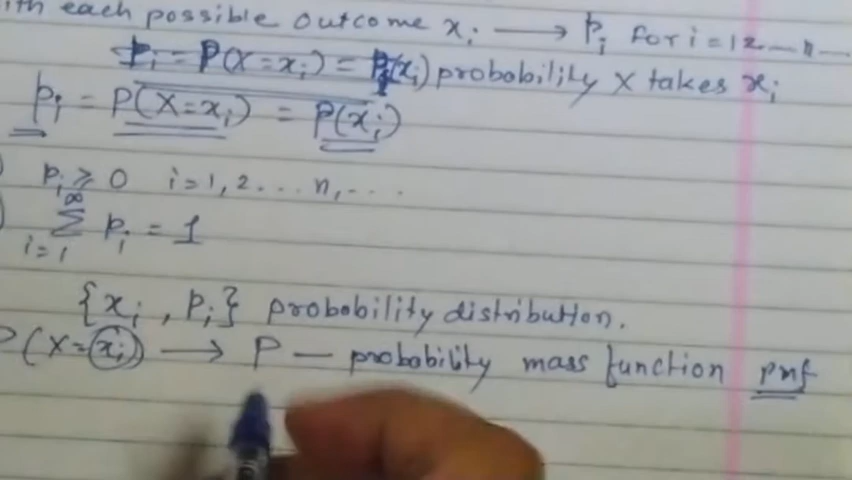 with each possible outcome xᵢ ⟶ pᵢ for i = 1 2 ... n ...
pᵢ = P(X = xᵢ) = P(xᵢ) probability X takes xᵢ
pᵢ = P(X = xᵢ) = P(xᵢ)
pᵢ ≥ 0 i = 1, 2 ... n, ...
∞
Σ pᵢ = 1
i = 1
{xᵢ, pᵢ} probability distribution.
P(X = xᵢ) ⟶ P — probability mass function pmf